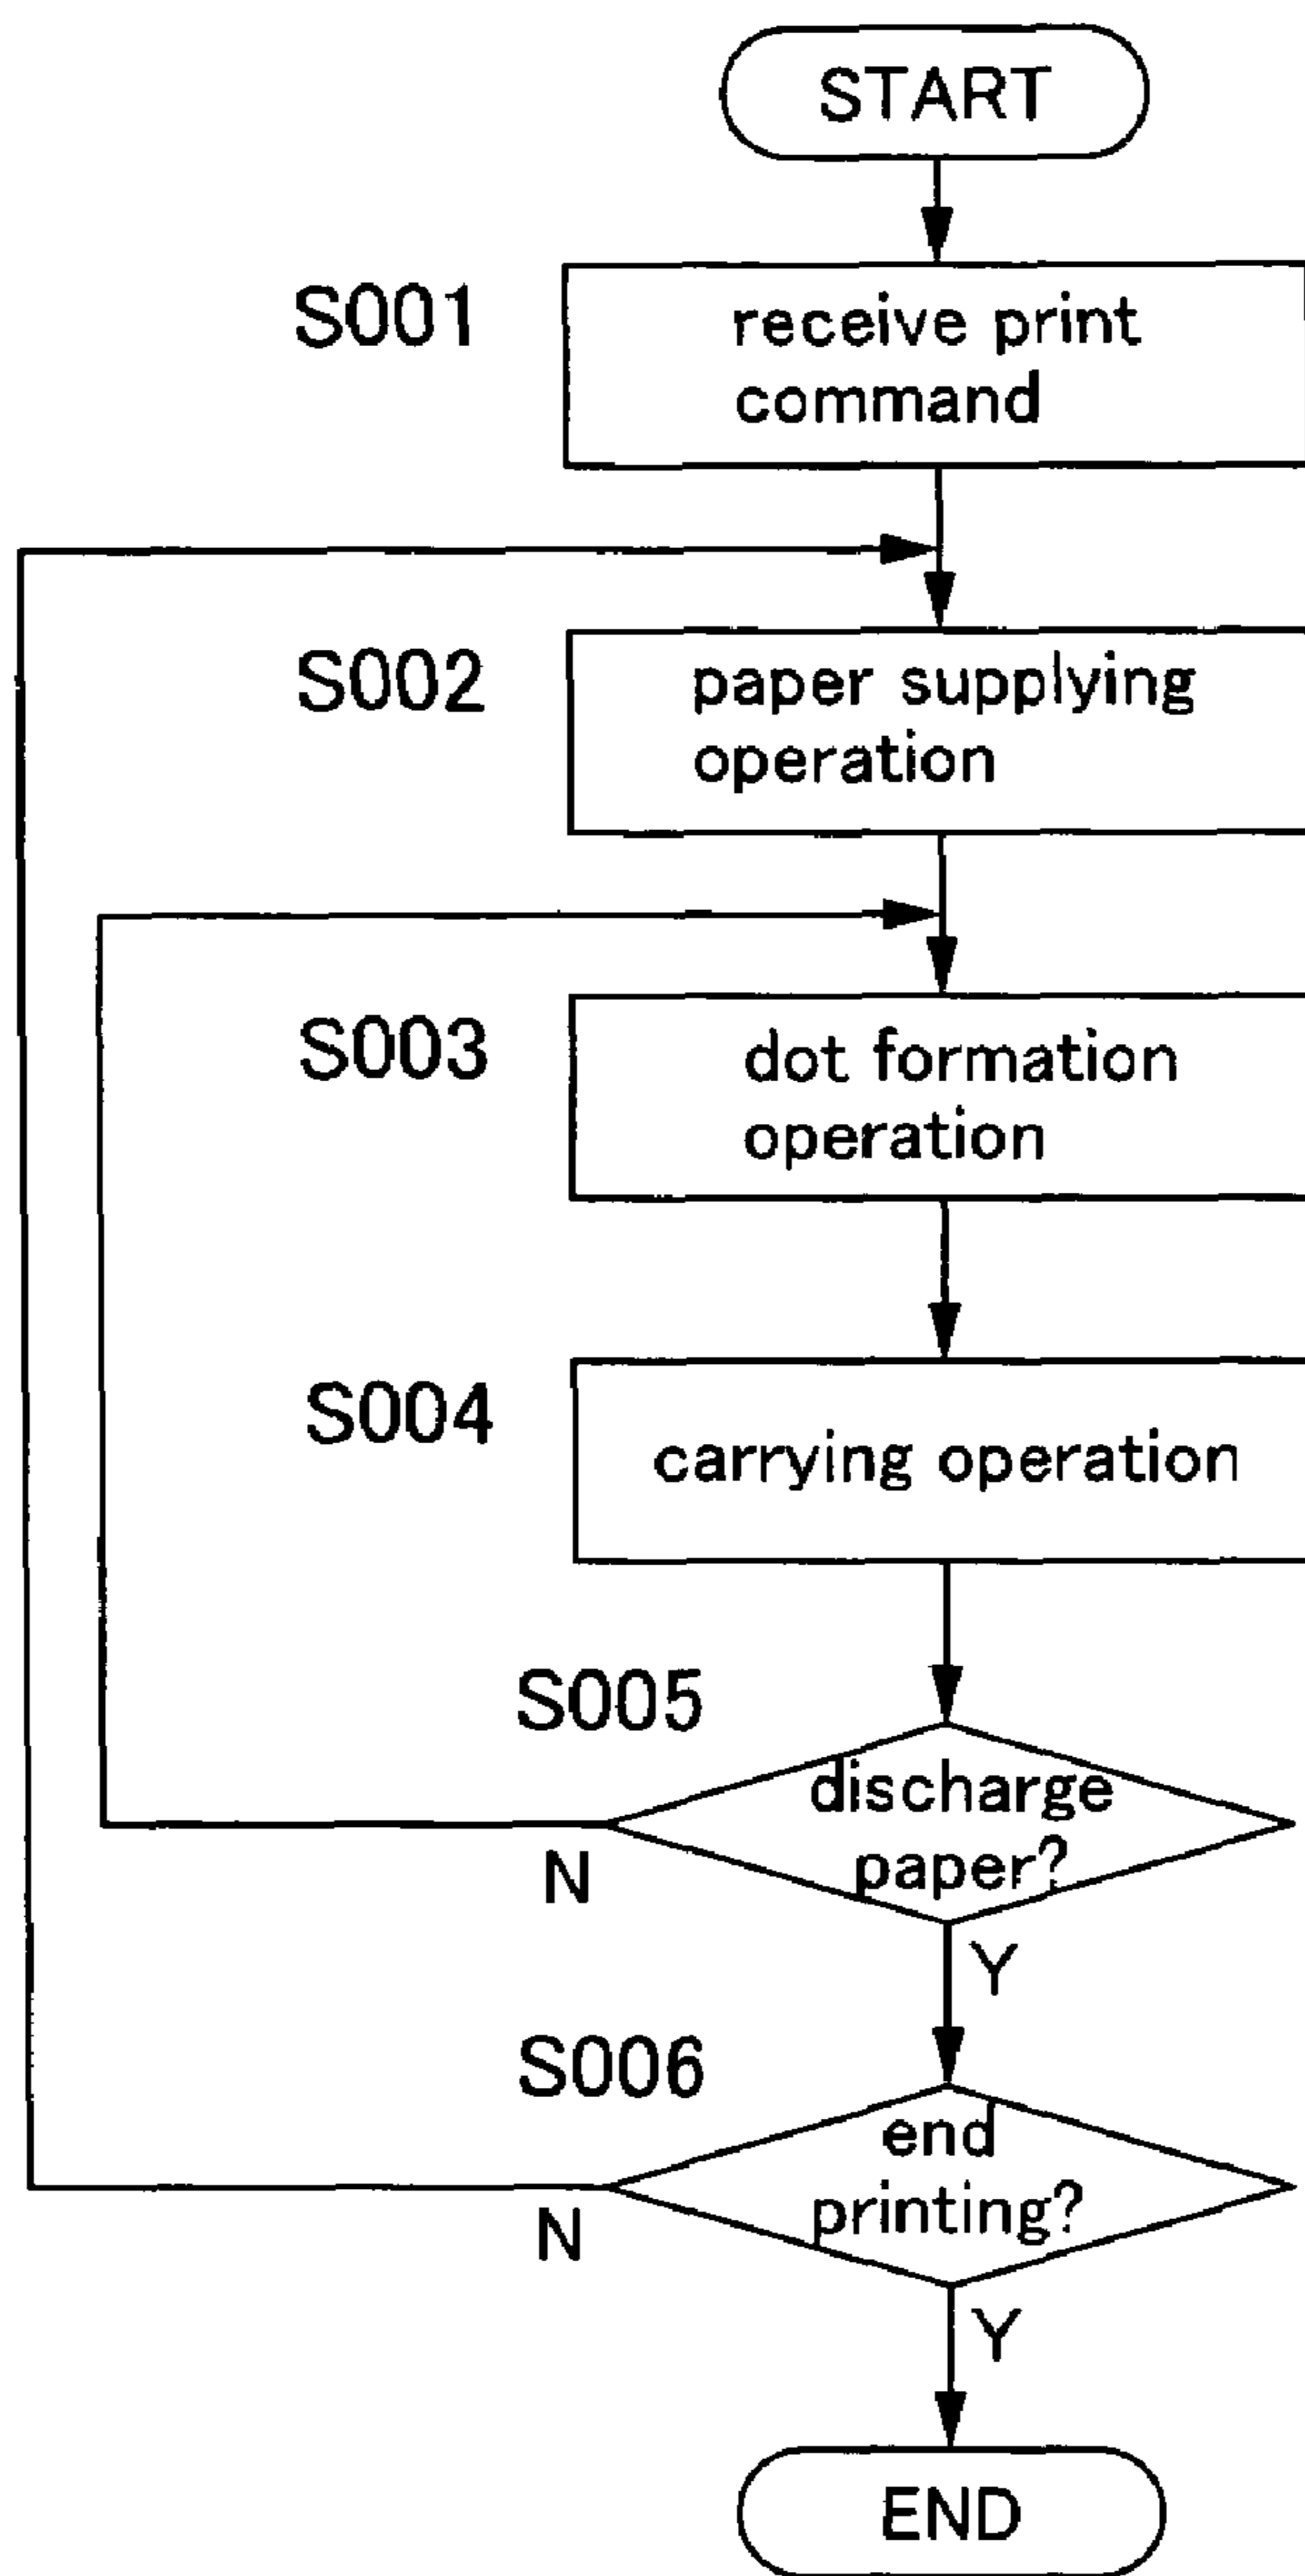 START
S001
receive print
command
S002
paper supplying
operation
S003
dot formation
operation
S004
carrying operation
S005
discharge
paper?
N
Y
S006
end
printing?
N
Y
END